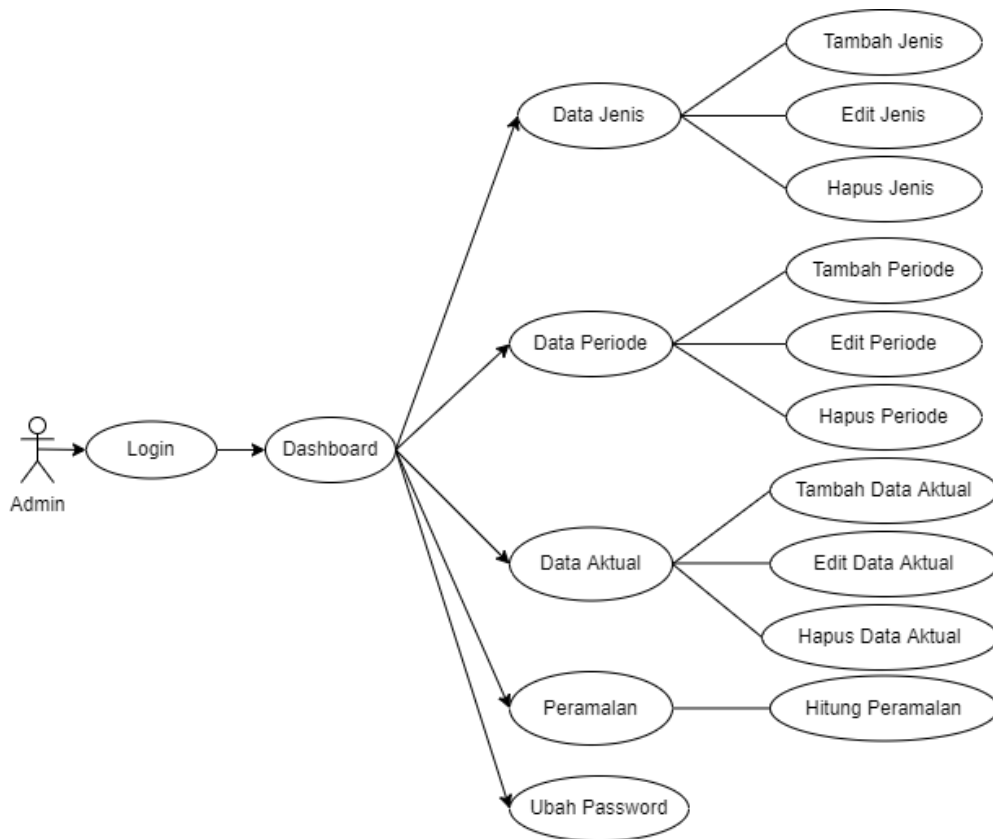 Tambah Jenis
Data Jenis
Edit Jenis
Hapus Jenis
Tambah Periode
Data Periode
Edit Periode
Hapus Periode
Login
Dashboard
Admin
Tambah Data Aktual
Data Aktual
Edit Data Aktual
Hapus Data Aktual
Peramalan
Hitung Peramalan
Ubah Password